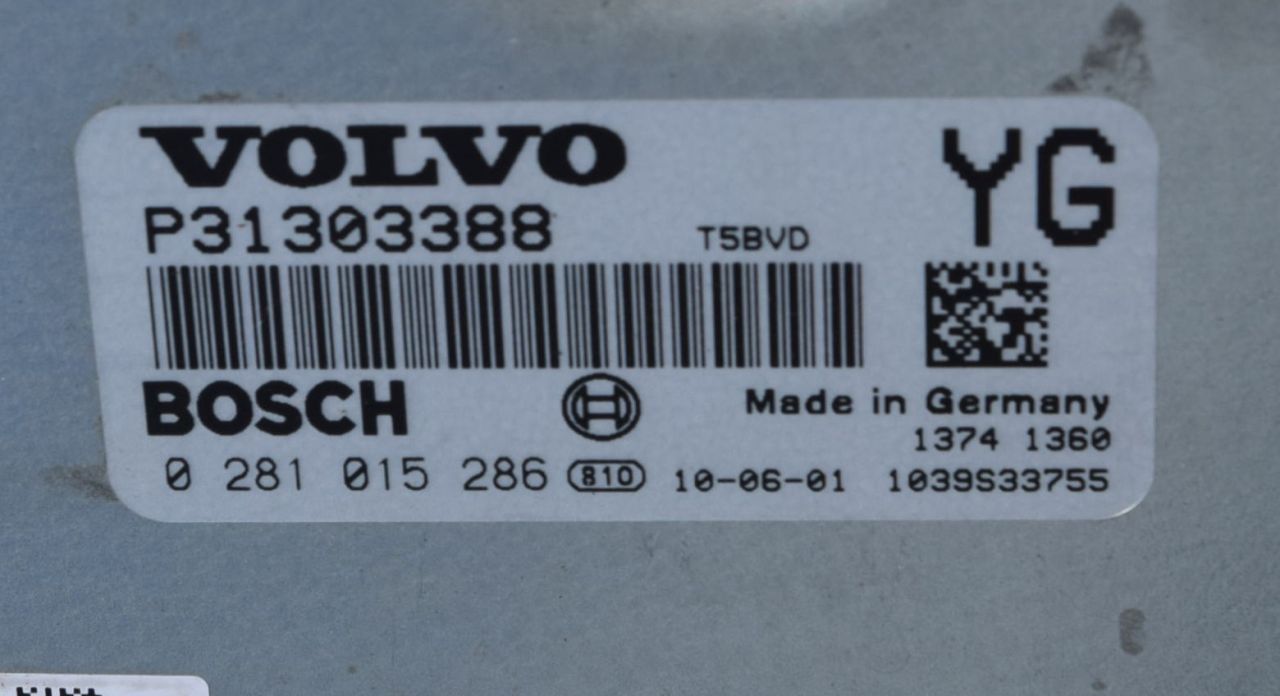 VOLVO
YG
P31303388
T5BVD
BOSCH
Made in Germany
1374 1360
0 281 015 286 810 10-06-01 1039S33755